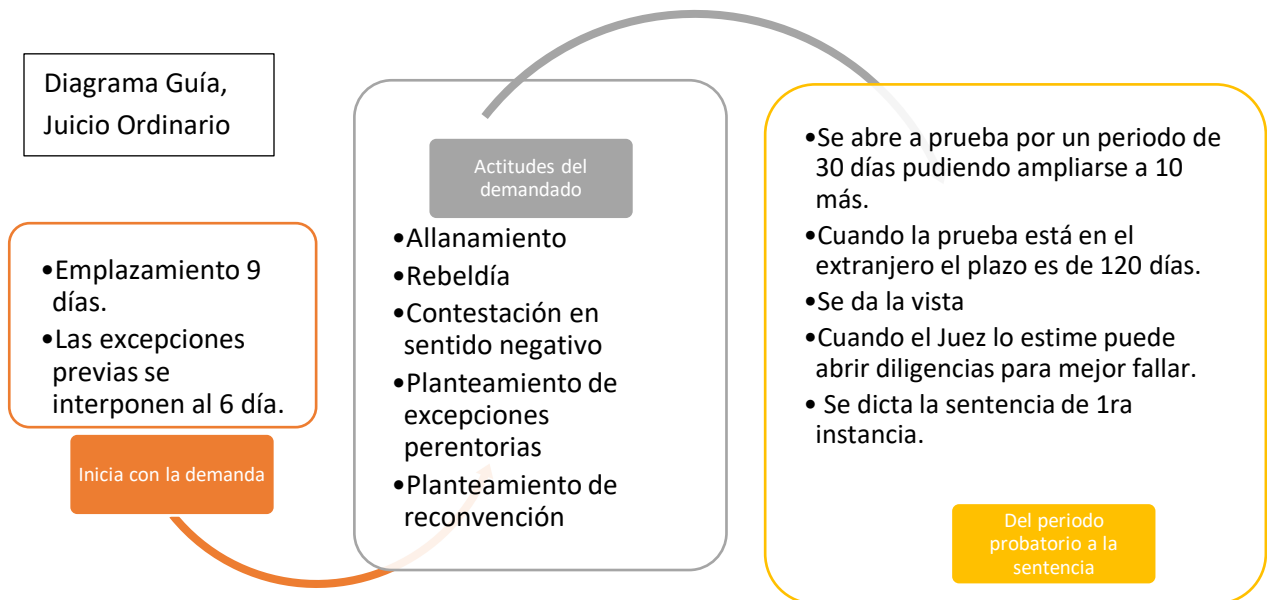 Diagrama Guía,
Juicio Ordinario
•Emplazamiento 9
días.
•Las excepciones
previas se
interponen al 6 día.
Inicia con la demanda
Actitudes del
demandado
•Allanamiento
•Rebeldía
•Contestación en
sentido negativo
•Planteamiento de
excepciones
perentorias
•Planteamiento de
reconvención
•Se abre a prueba por un periodo de
30 días pudiendo ampliarse a 10
más.
•Cuando la prueba está en el
extranjero el plazo es de 120 días.
•Se da la vista
•Cuando el Juez lo estime puede
abrir diligencias para mejor fallar.
• Se dicta la sentencia de 1ra
instancia.
Del periodo
probatorio a la
sentencia